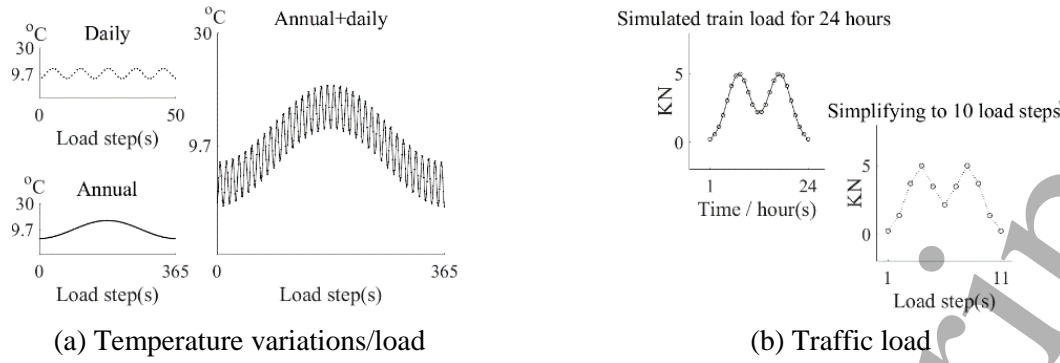 °C
Daily
30
9.7
0
50
Load step(s)
°C
Annual
30
9.7
0
365
Load step(s)
°C
Annual+daily
30
9.7
0
365
Load step(s)
(a) Temperature variations/load
Simulated train load for 24 hours
KN
5
0
1
24
Time / hour(s)
Simplifying to 10 load steps
KN
5
0
1
11
Load step(s)
(b) Traffic load